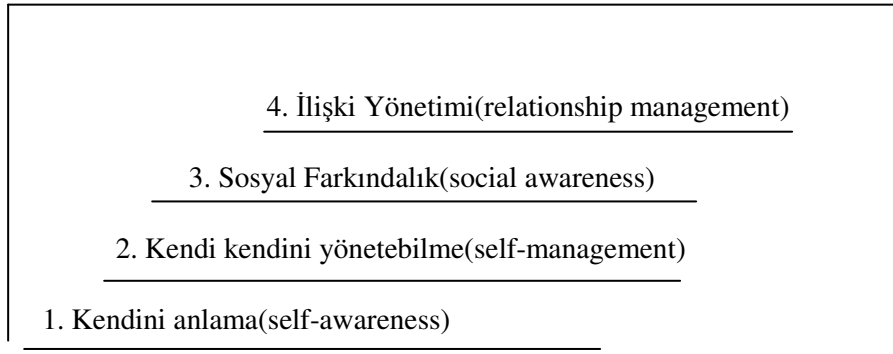 4. İlişki Yönetimi(relationship management)
3. Sosyal Farkındalık(social awareness)
2. Kendi kendini yönetebilme(self-management)
1. Kendini anlama(self-awareness)